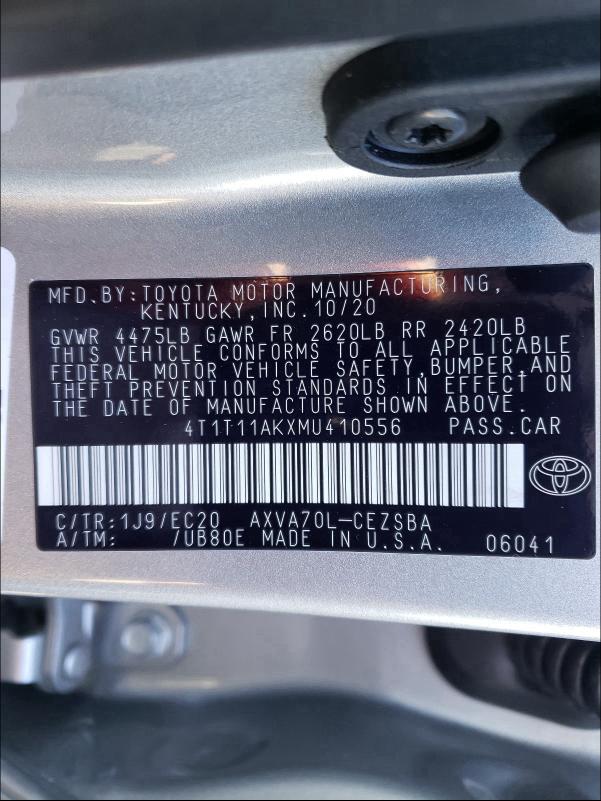 MFD.BY:TOYOTA MOTOR MANUFACTURING,
KENTUCKY,INC.10/20
GVWR 4475LB GAWR FR 2620LB RR 2420LB
THIS VEHICLE CONFORMS TO ALL APPLICABLE
FEDERAL MOTOR VEHICLE SAFETY,BUMPER,AND
THEFT PREVENTION STANDARDS IN EFFECT ON
THE DATE OF MANUFACTURE SHOWN ABOVE.
4T1T11AKXMU410556 PASS.CAR
C/TR:1J9/EC20 AXVA70L-CEZSBA
A/TM: /UB80E MADE IN U.S.A. 06041